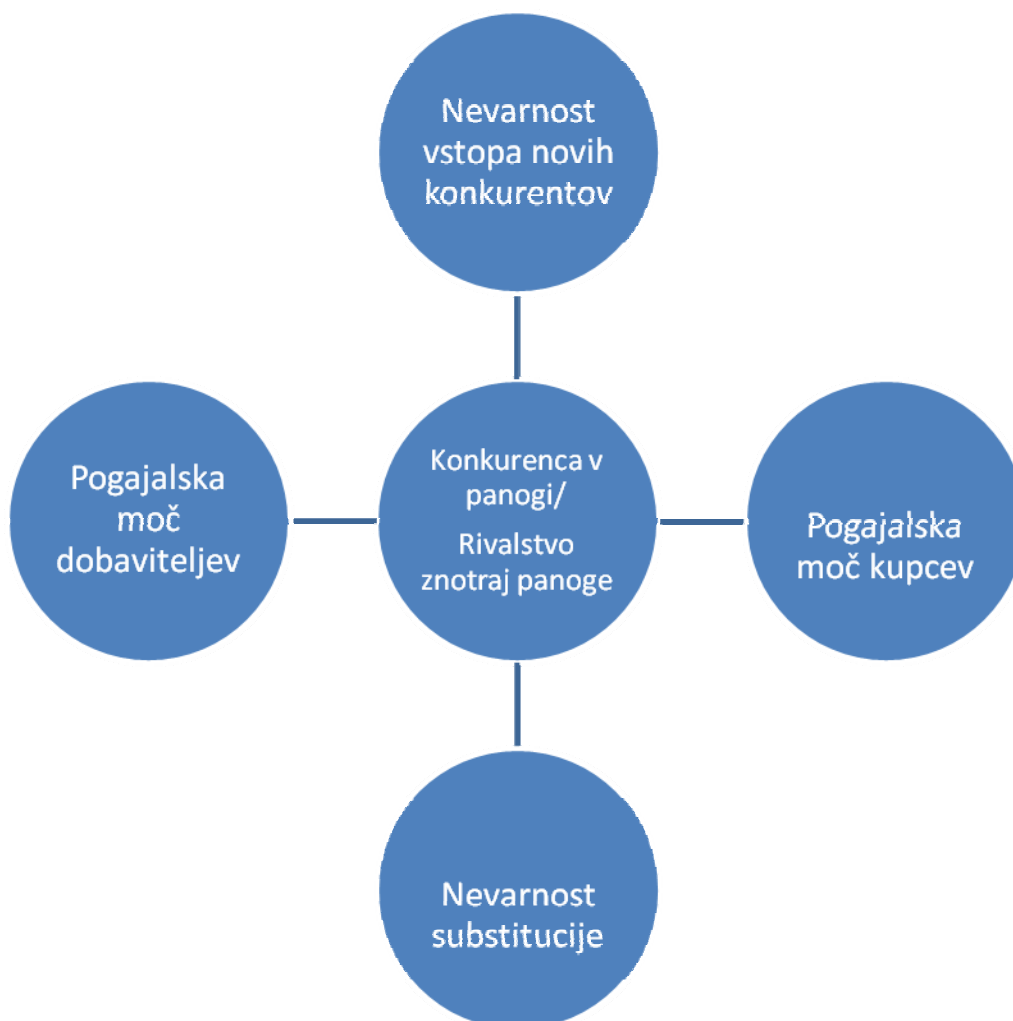 Nevarnost
vstopa novih
konkurentov
Pogajalska
moč
dobaviteljev
Konkurenca v
panogi/
Rivalstvo
znotraj panoge
Pogajalska
moč kupcev
Nevarnost
substitucije